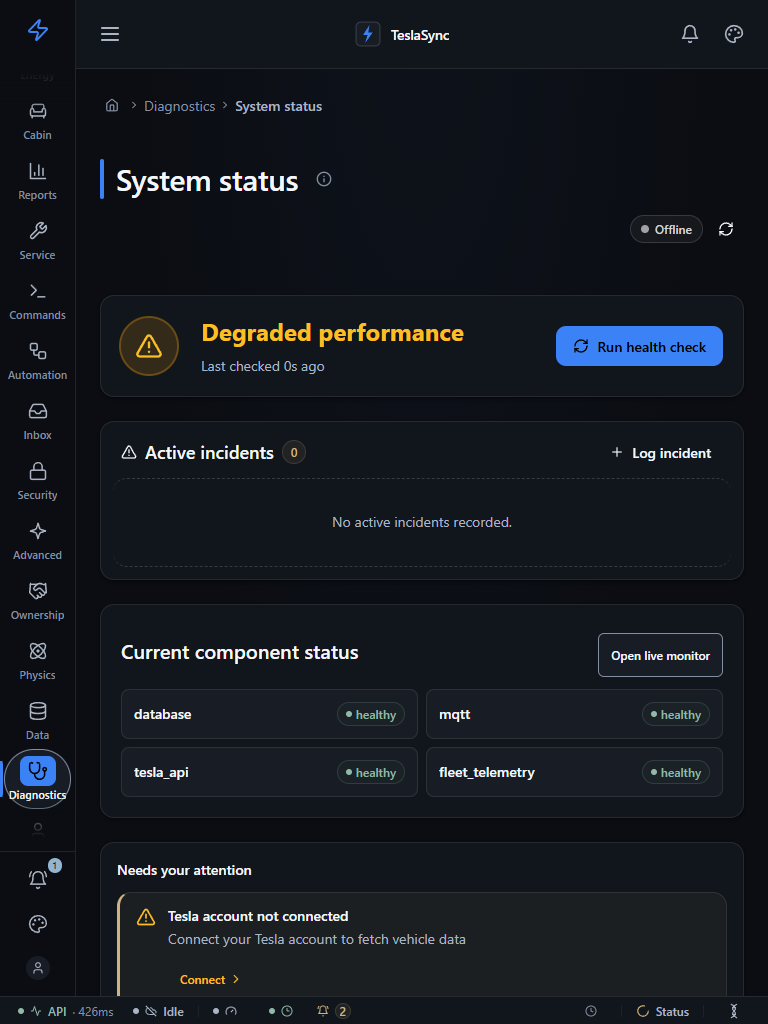 TeslaSync
Energy
Cabin
Reports
Service
Commands
Automation
Inbox
Security
Advanced
Ownership
Physics
Data
Diagnostics
1
Diagnostics > System status
System status
Offline
Degraded performance
Last checked 0s ago
Run health check
Active incidents 0
+ Log incident
No active incidents recorded.
Current component status
Open live monitor
database healthy
mqtt healthy
tesla_api healthy
fleet_telemetry healthy
Needs your attention
Tesla account not connected
Connect your Tesla account to fetch vehicle data
Connect >
API · 426ms Idle 2 Status